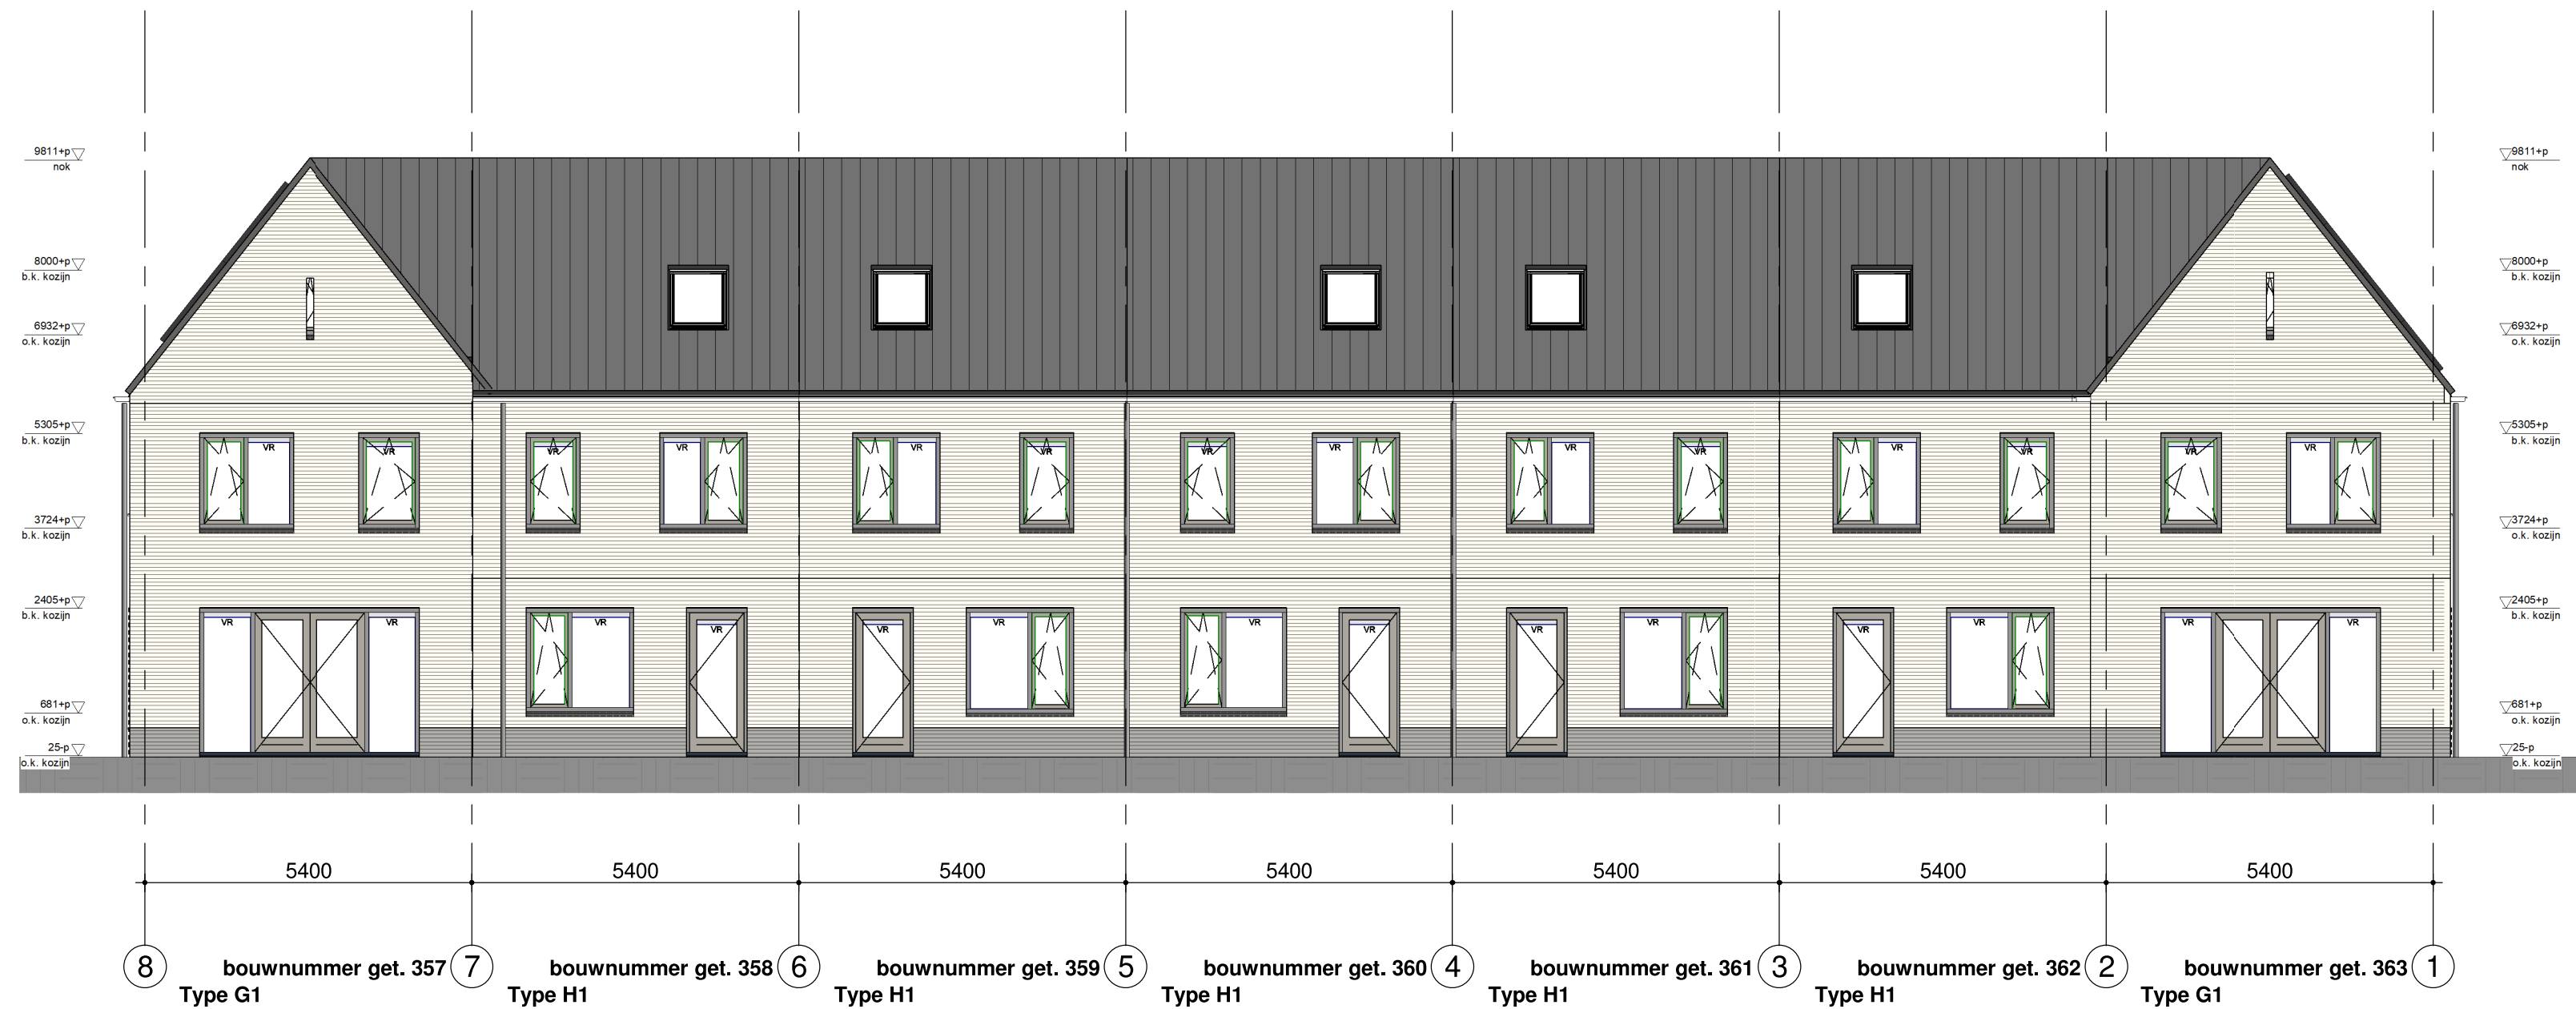 9811+p
nok
9811+p
nok
8000+p
b.k. kozijn
8000+p
b.k. kozijn
6932+p
o.k. kozijn
6932+p
o.k. kozijn
5305+p
b.k. kozijn
5305+p
b.k. kozijn
VR VR VR VR VR VR VR VR VR VR VR VR VR VR
3724+p
b.k. kozijn
3724+p
o.k. kozijn
2405+p
b.k. kozijn
2405+p
b.k. kozijn
VR VR VR VR VR VR VR VR VR VR VR VR VR VR
681+p
o.k. kozijn
681+p
o.k. kozijn
25-p
o.k. kozijn
25-p
o.k. kozijn
5400 5400 5400 5400 5400 5400 5400
8 bouwnummer get. 357 7 bouwnummer get. 358 6 bouwnummer get. 359 5 bouwnummer get. 360 4 bouwnummer get. 361 3 bouwnummer get. 362 2 bouwnummer get. 363 1
Type G1 Type H1 Type H1 Type H1 Type H1 Type H1 Type G1